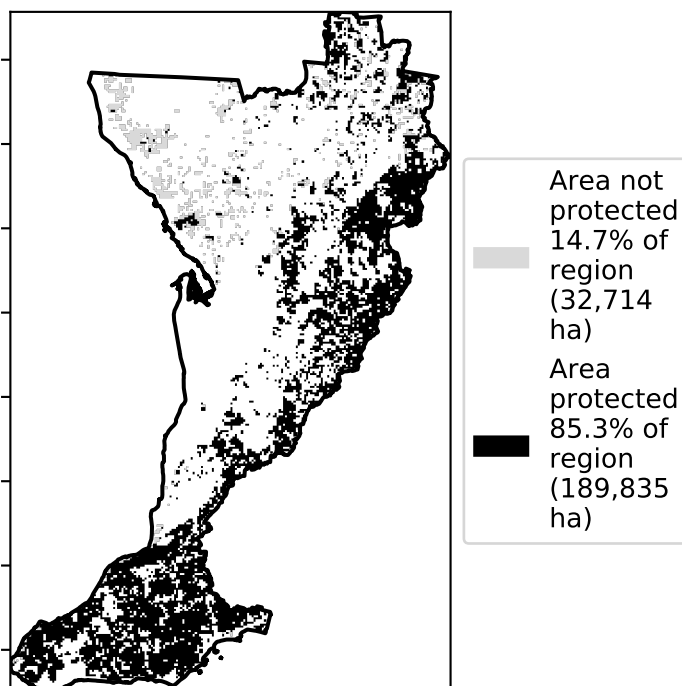 Area not
protected
14.7% of
region
(32,714
ha)
Area
protected
85.3% of
region
(189,835
ha)